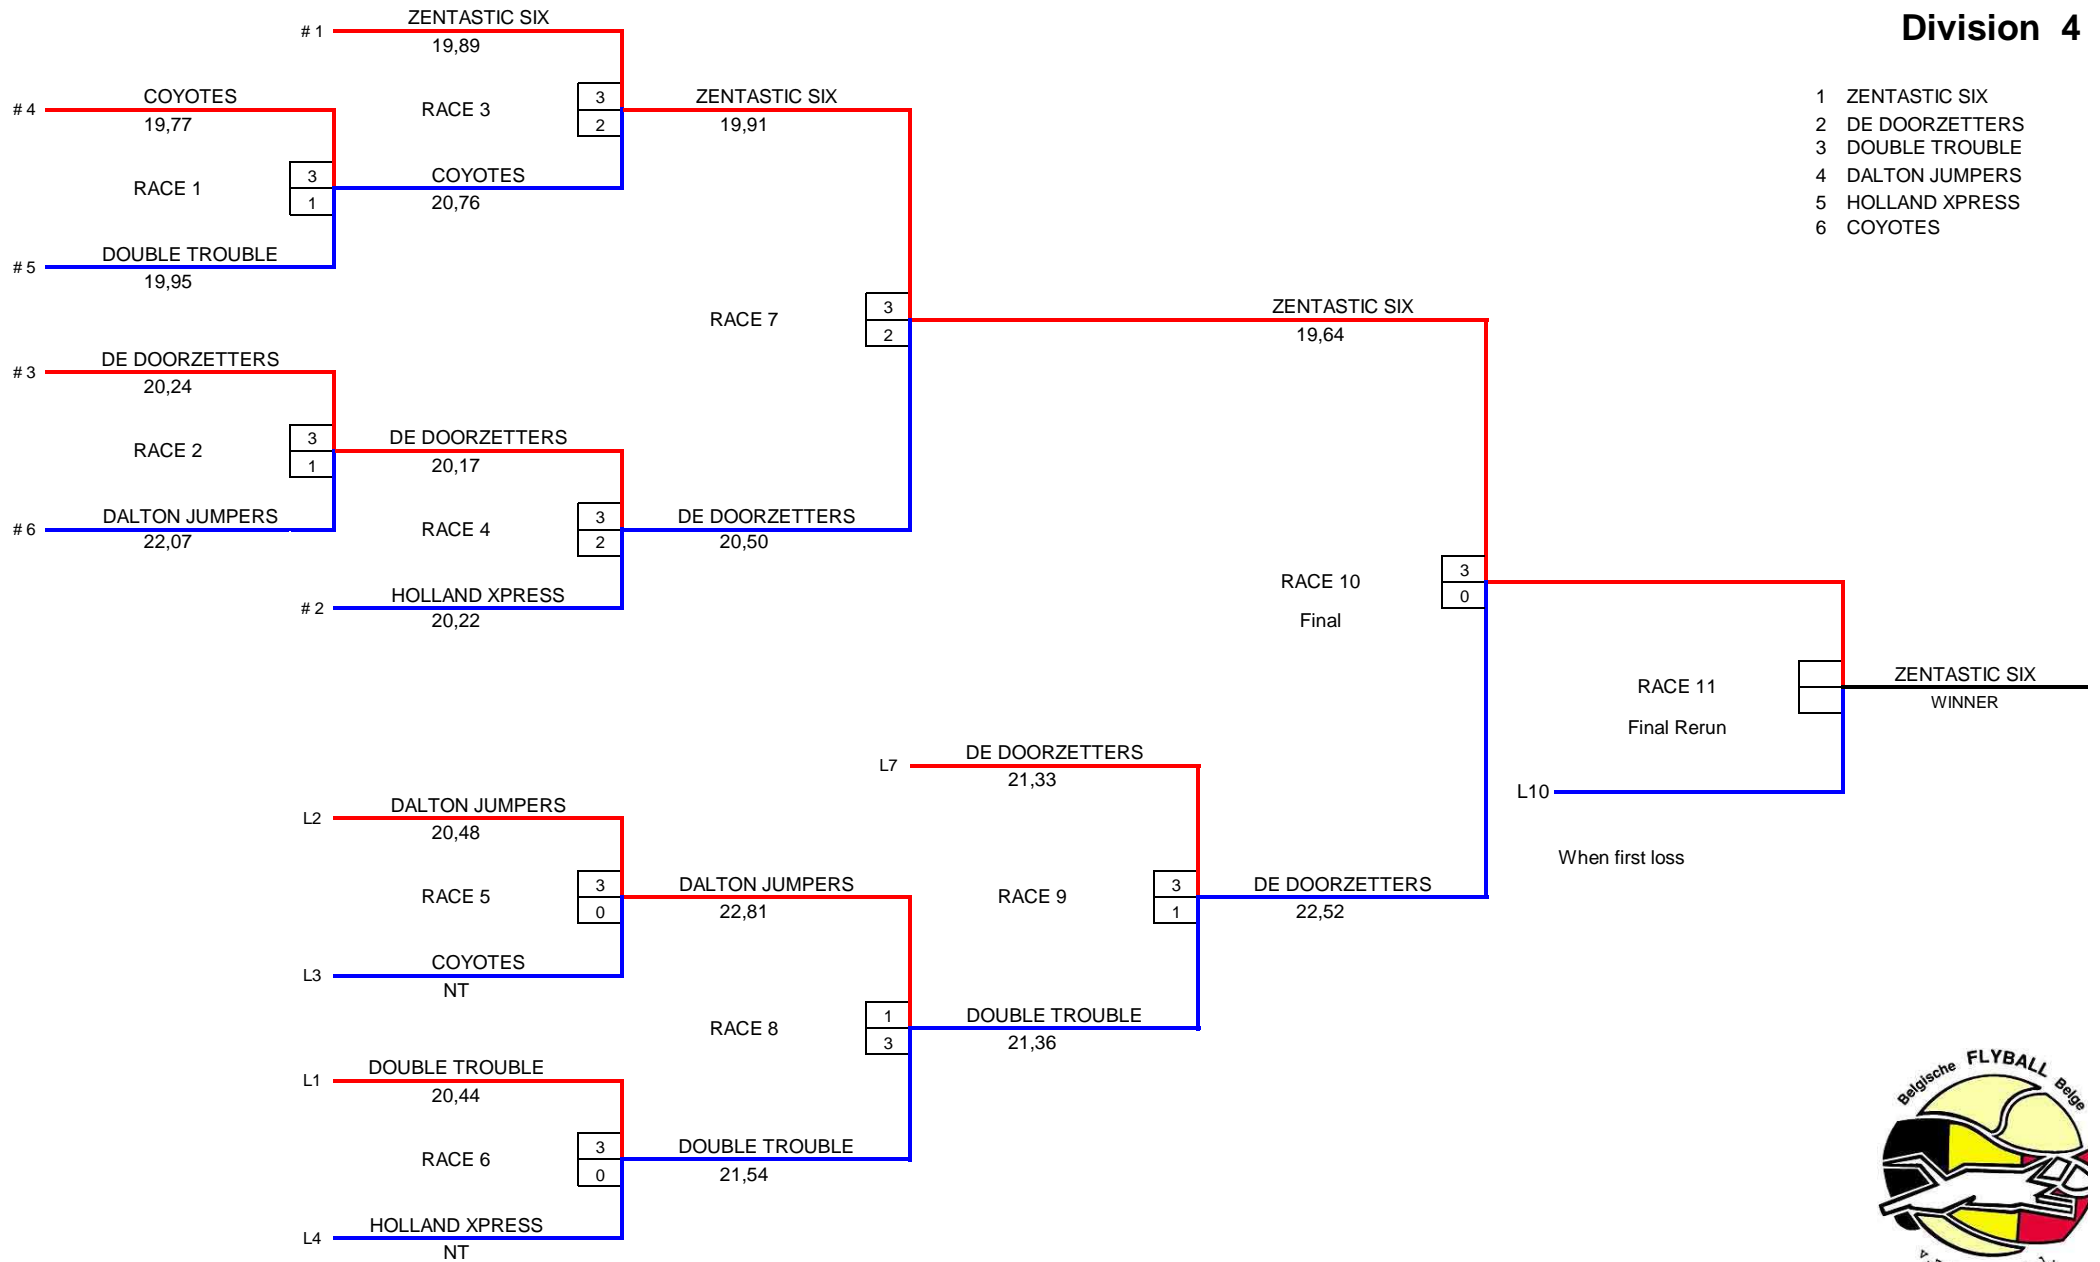 Division 4
1 ZENTASTIC SIX
2 DE DOORZETTERS
3 DOUBLE TROUBLE
4 DALTON JUMPERS
5 HOLLAND XPRESS
6 COYOTES
# 1 ZENTASTIC SIX
19,89
# 4 COYOTES
19,77
RACE 3
3
2
ZENTASTIC SIX
19,91
RACE 1
3
1
COYOTES
20,76
# 5 DOUBLE TROUBLE
19,95
RACE 7
3
2
ZENTASTIC SIX
19,64
# 3 DE DOORZETTERS
20,24
RACE 2
3
1
DE DOORZETTERS
20,17
# 6 DALTON JUMPERS
22,07
RACE 4
3
2
DE DOORZETTERS
20,50
# 2 HOLLAND XPRESS
20,22
RACE 10
Final
3
0
RACE 11
Final Rerun
ZENTASTIC SIX
WINNER
L10
When first loss
L7 DE DOORZETTERS
21,33
L2 DALTON JUMPERS
20,48
RACE 5
3
0
DALTON JUMPERS
22,81
RACE 9
3
1
DE DOORZETTERS
22,52
L3 COYOTES
NT
RACE 8
1
3
DOUBLE TROUBLE
21,36
L1 DOUBLE TROUBLE
20,44
RACE 6
3
0
DOUBLE TROUBLE
21,54
L4 HOLLAND XPRESS
NT
Belgische FLYBALL Belge